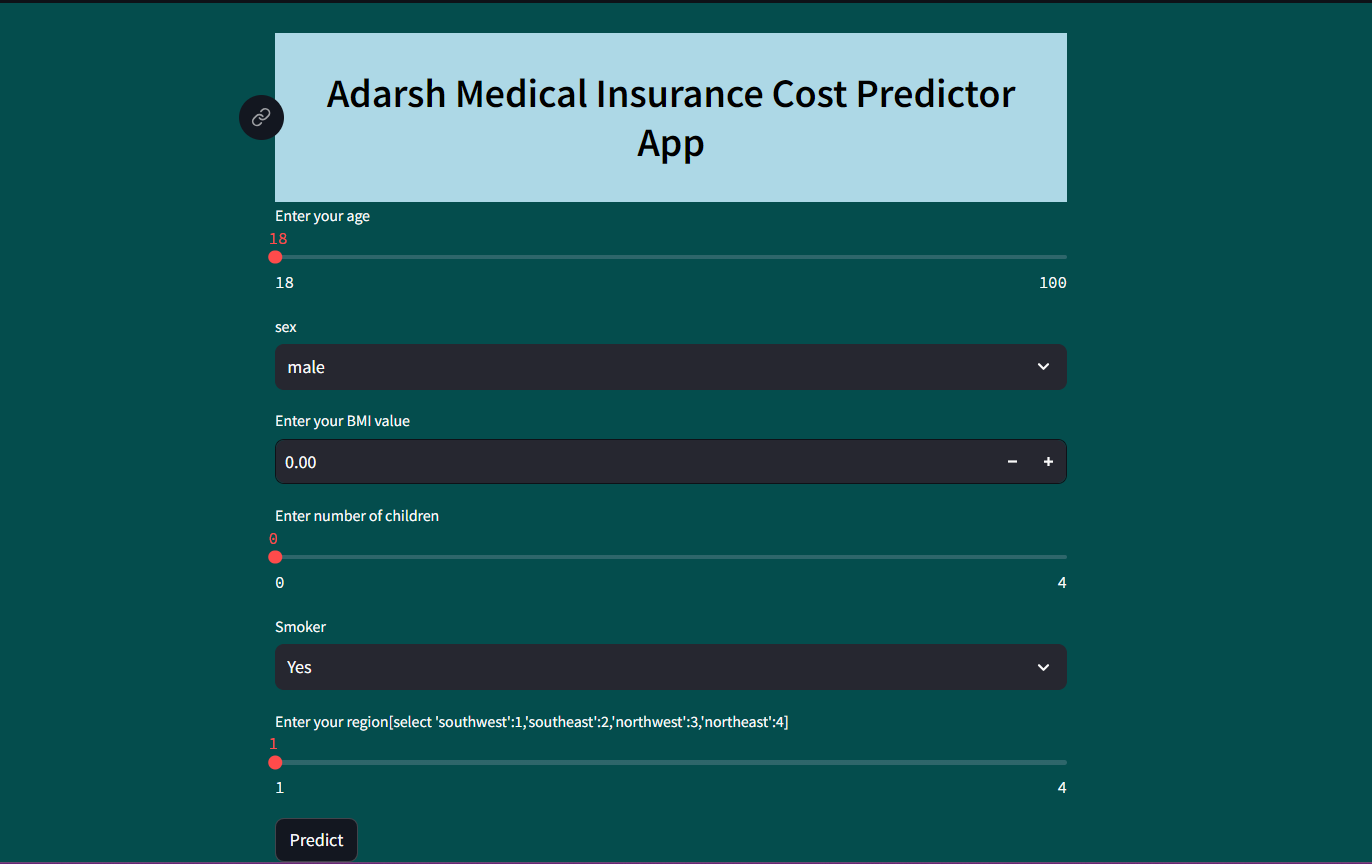 Adarsh Medical Insurance Cost Predictor
App
Enter your age
18
18 100
sex
male
Enter your BMI value
0.00
Enter number of children
0
0 4
Smoker
Yes
Enter your region[select 'southwest':1,'southeast':2,'northwest':3,'northeast':4]
1
1 4
Predict